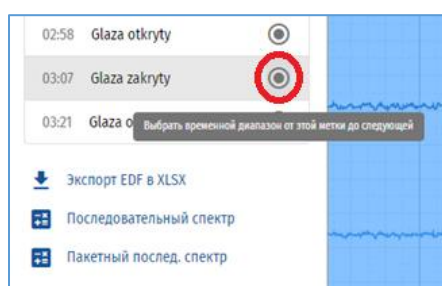 02:58 Glaza otkryty
03:07 Glaza zakryty
03:21 Glaza o
Выбрать временной диапазон от этой метки до следующей
Экспорт EDF в XLSX
Последовательный спектр
Пакетный послед. спектр